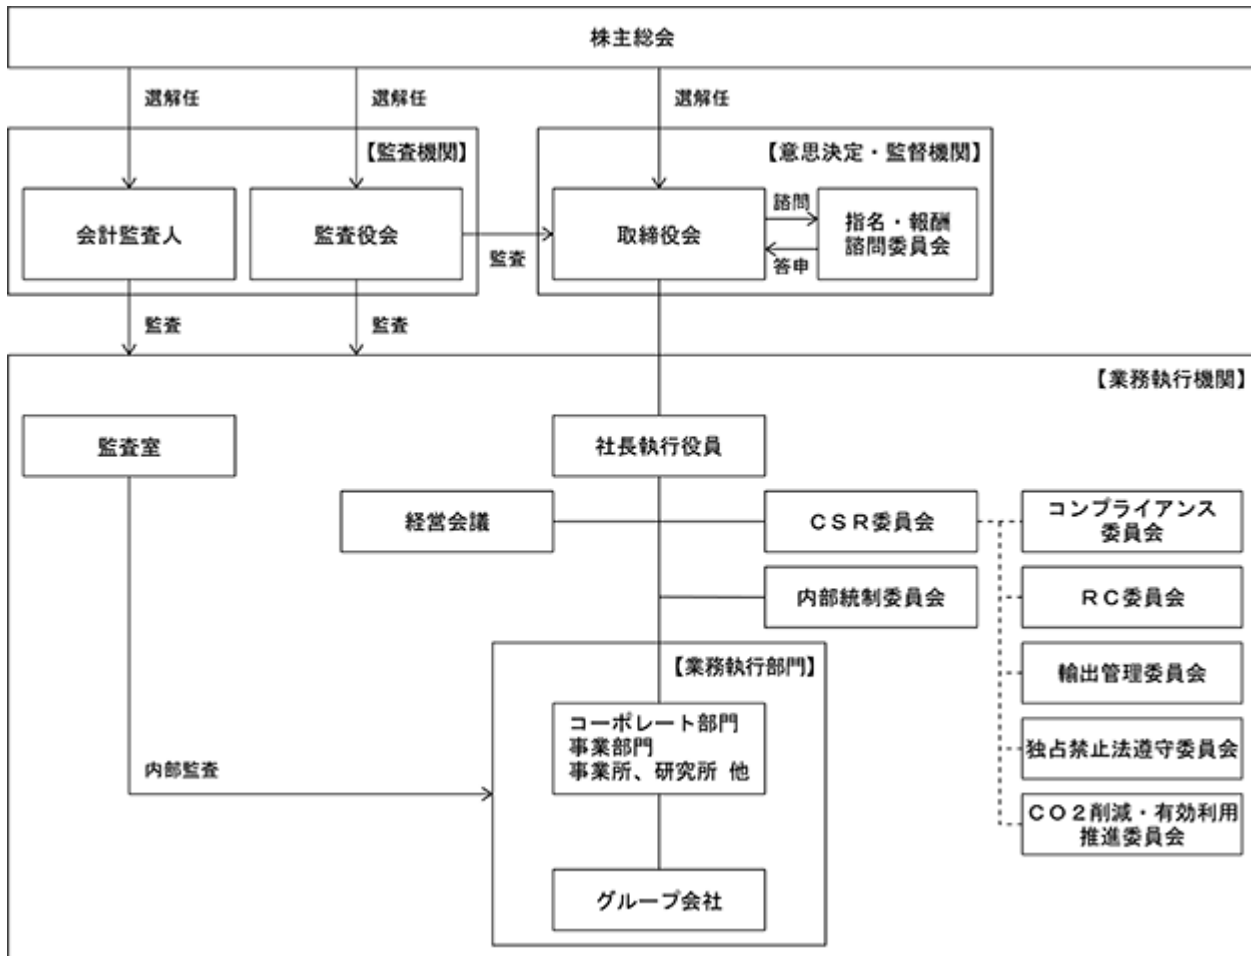 株主総会
選解任
選解任
選解任
【監査機関】
【意思決定・監督機関】
会計監査人
監査役会
監査
取締役会
諮問
答申
指名・報酬
諮問委員会
監査
監査
【業務執行機関】
監査室
社長執行役員
経営会議
ＣＳＲ委員会
コンプライアンス
委員会
内部統制委員会
ＲＣ委員会
【業務執行部門】
輸出管理委員会
コーポレート部門
事業部門
事業所、研究所 他
独占禁止法遵守委員会
内部監査
ＣＯ２削減・有効利用
推進委員会
グループ会社